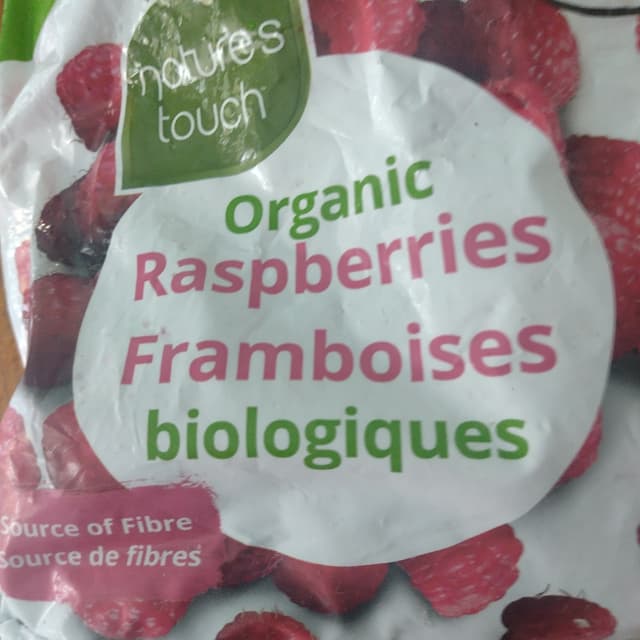 nature's
touch
Organic
Raspberries
Framboises
biologiques
Source of Fibre
Source de fibres